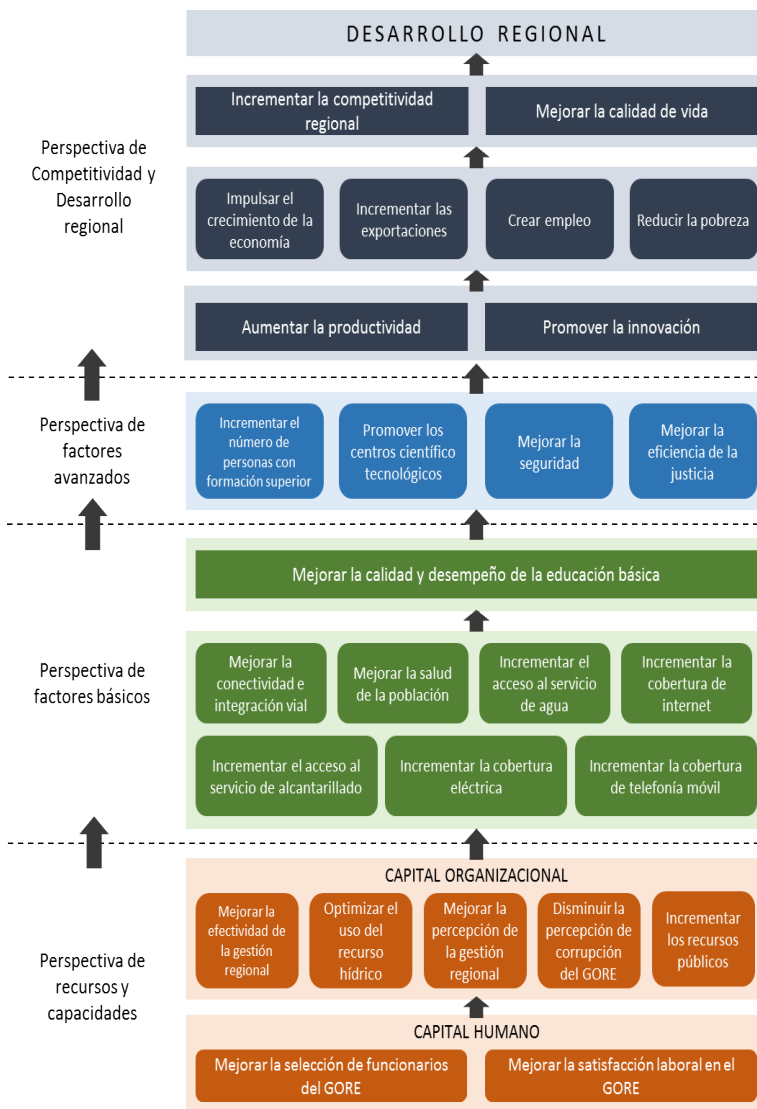 DESARROLLO REGIONAL
Incrementar la competitividad
regional
Mejorar la calidad de vida
Perspectiva de
Competitividad y
Desarrollo
regional
Impulsar el
crecimiento de la
economía
Incrementar las
exportaciones
Crear empleo
Reducir la pobreza
Aumentar la productividad
Promover la innovación
Perspectiva de
factores
avanzados
Incrementar el
número de
personas con
formación superior
Promover los
centros científico
tecnológicos
Mejorar la
seguridad
Mejorar la
eficiencia de la
justicia
Mejorar la calidad y desempeño de la educación básica
Perspectiva de
factores básicos
Mejorar la
conectividad e
integración vial
Mejorar la salud
de la población
Incrementar el
acceso al servicio
de agua
Incrementar la
cobertura de
internet
Incrementar el acceso al
servicio de alcantarillado
Incrementar la cobertura
eléctrica
Incrementar la cobertura
de telefonía móvil
CAPITAL ORGANIZACIONAL
Perspectiva de
recursos y
capacidades
Mejorar la
efectividad de
la gestión
regional
Optimizar el
uso del
recurso
hídrico
Mejorar la
percepción de
la gestión
regional
Disminuir la
percepción de
corrupción
del GORE
Incrementar
los recursos
públicos
CAPITAL HUMANO
Mejorar la selección de funcionarios
del GORE
Mejorar la satisfacción laboral en el
GORE